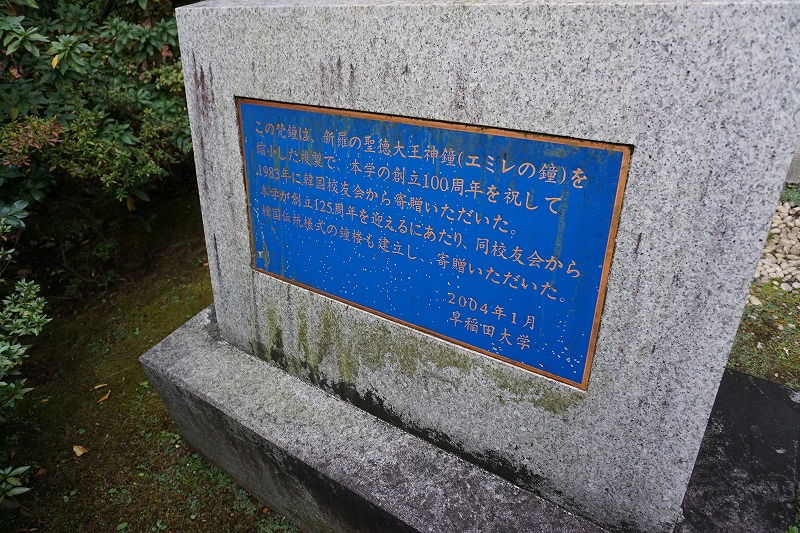 この梵鐘は、新羅の聖徳大王神鐘(エミレの鐘)を
縮小した複製で、本学の創立100周年を祝して
1983年に韓国校友会から寄贈いただいた。
本学が創立125周年を迎えるにあたり、同校友会から
韓国伝統様式の鐘楼も建立し、寄贈いただいた。
2004年1月
早稲田大学